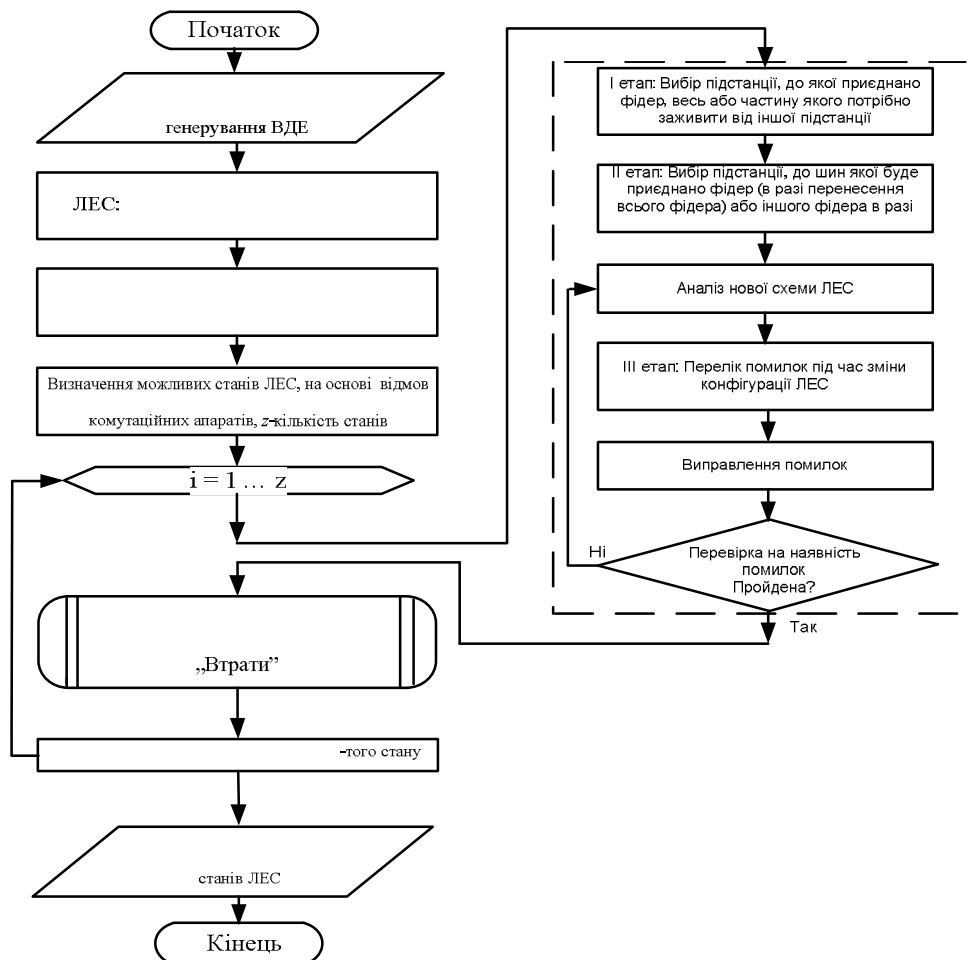 Початок
генерування ВДЕ
ЛЕС:
Визначення можливих станів ЛЕС, на основі відмов
комутаційних апаратів, z-кількість станів
i = 1 … z
„Втрати”
-того стану
станів ЛЕС
Кінець
І етап: Вибір підстанції, до якої приєднано
фідер, весь або частину якого потрібно
заживити від іншої підстанції
ІІ етап: Вибір підстанції, до шин якої буде
приєднано фідер (в разі перенесення
всього фідера) або іншого фідера в разі
Аналіз нової схеми ЛЕС
ІІІ етап: Перелік помилок під час зміни
конфігурації ЛЕС
Виправлення помилок
Ні
Перевірка на наявність
помилок
Пройдена?
Так